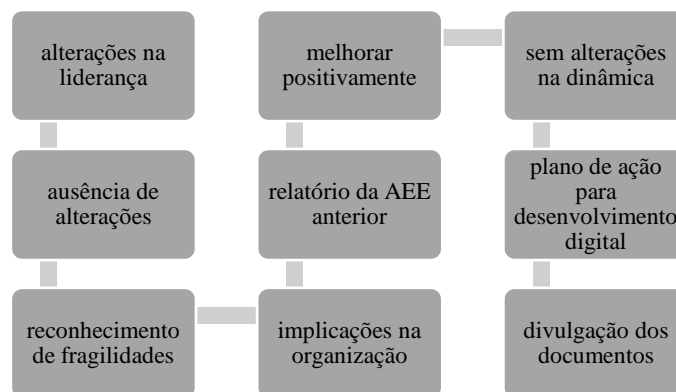 alterações na
liderança
ausência de
alterações
reconhecimento
de fragilidades
implicações na
organização
relatório da AEE
anterior
melhorar
positivamente
sem alterações
na dinâmica
plano de ação
para
desenvolvimento
digital
divulgação dos
documentos